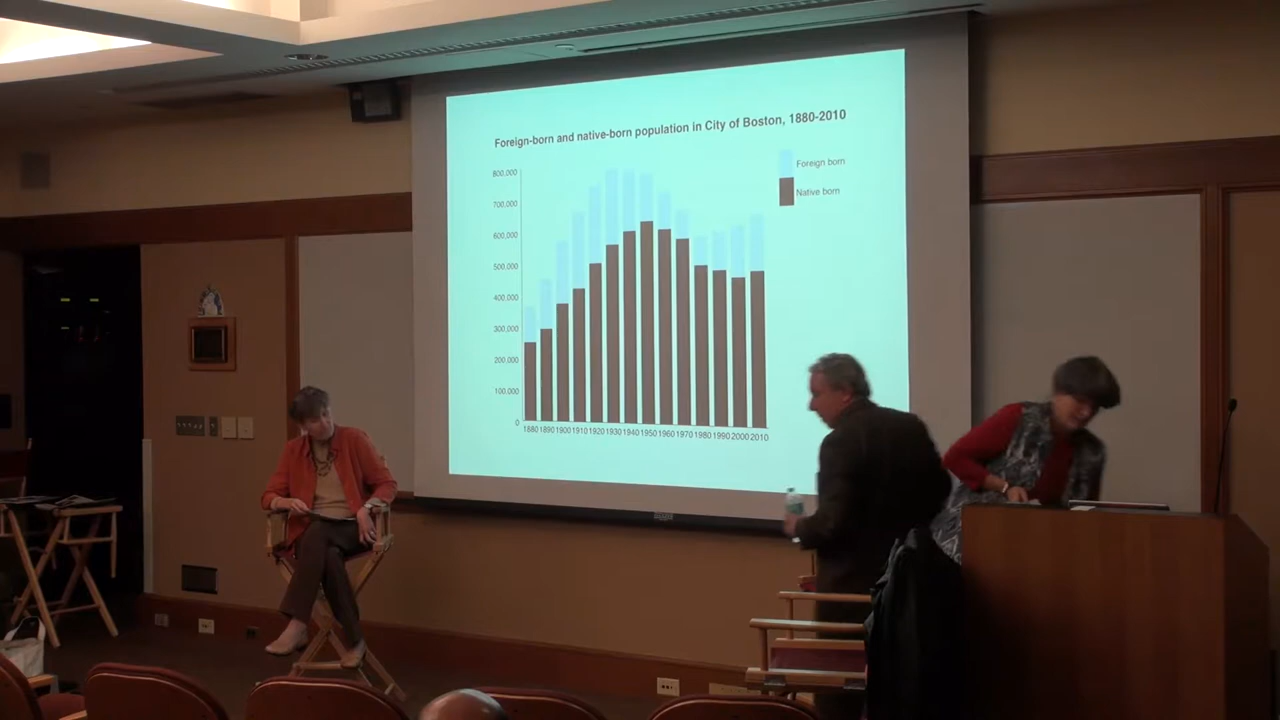 Foreign-born and native-born population in City of Boston, 1880-2010
Foreign born
Native born
800,000
700,000
600,000
500,000
400,000
300,000
200,000
100,000
0
1880 1890 1900 1910 1920 1930 1940 1950 1960 1970 1980 1990 2000 2010